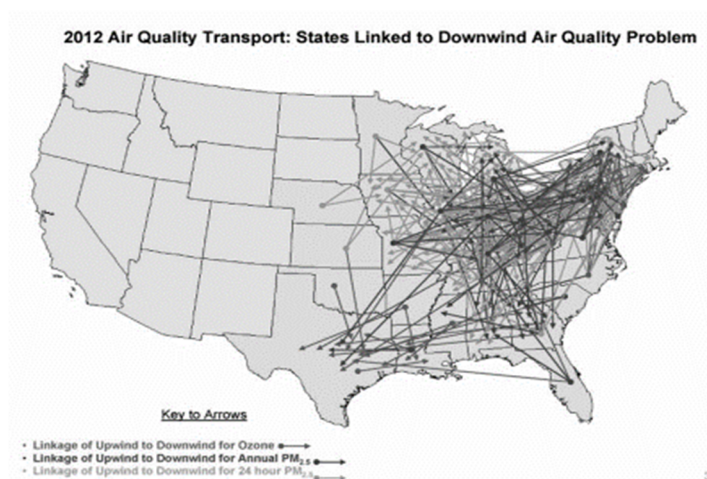 2012 Air Quality Transport: States Linked to Downwind Air Quality Problem
Key to Arrows
• Linkage of Upwind to Downwind for Ozone
• Linkage of Upwind to Downwind for Annual PM2.5
• Linkage of Upwind to Downwind for 24 hour PM2.5